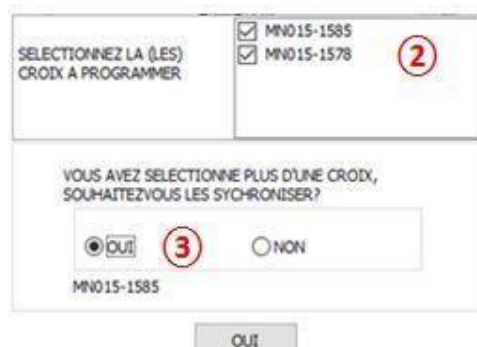 SELECTIONNEZ LA (LES)
CROIX A PROGRAMMER
MN015-1585
MN015-1578
2
VOUS AVEZ SELECTIONNE PLUS D'UNE CROIX,
SOUHAITEZVOUS LES SYCHRONISER?
OUI
3
NON
MN015-1585
OUI